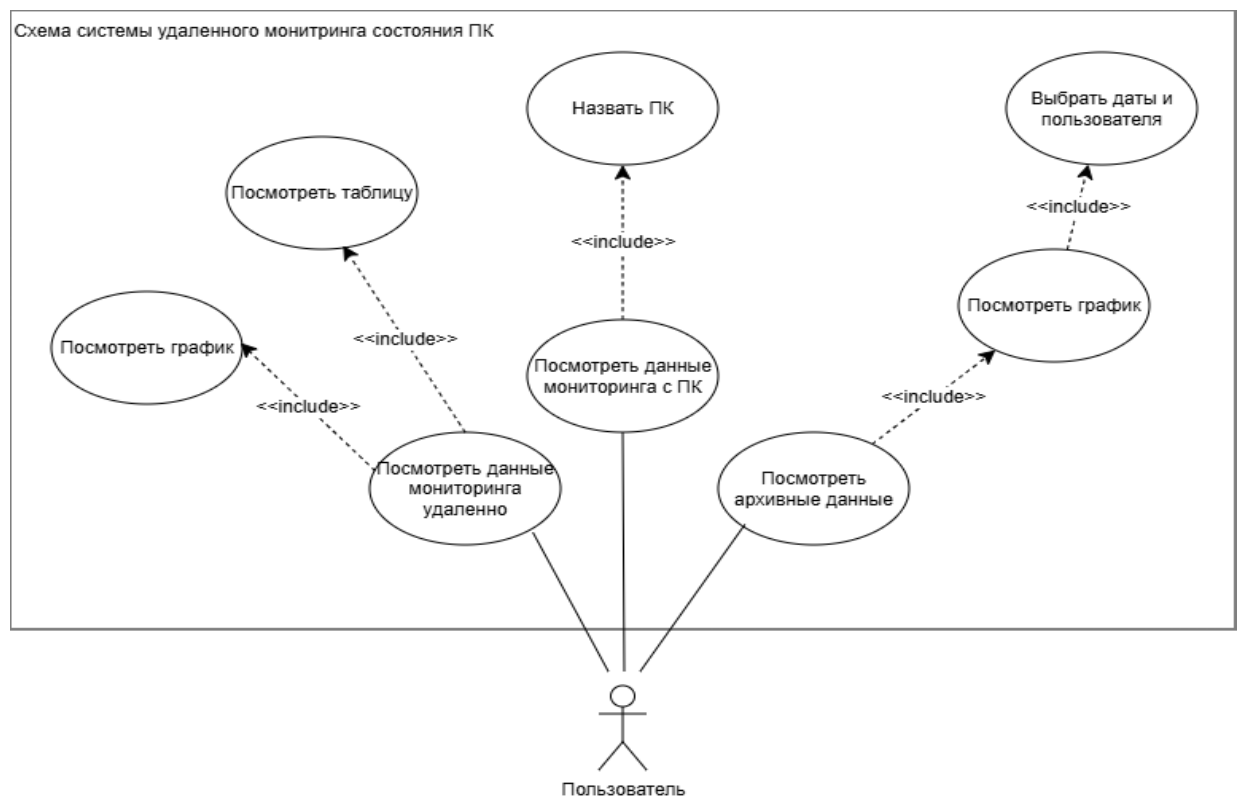 Схема системы удаленного монитринга состояния ПК
Назвать ПК
Выбрать даты и
пользователя
Посмотреть таблицу
<<include>>
<<include>>
Посмотреть график
<<include>>
Посмотреть график
Посмотреть данные
мониторинга с ПК
<<include>>
<<include>>
Посмотреть данные
мониторинга
удаленно
Посмотреть
архивные данные
Пользователь